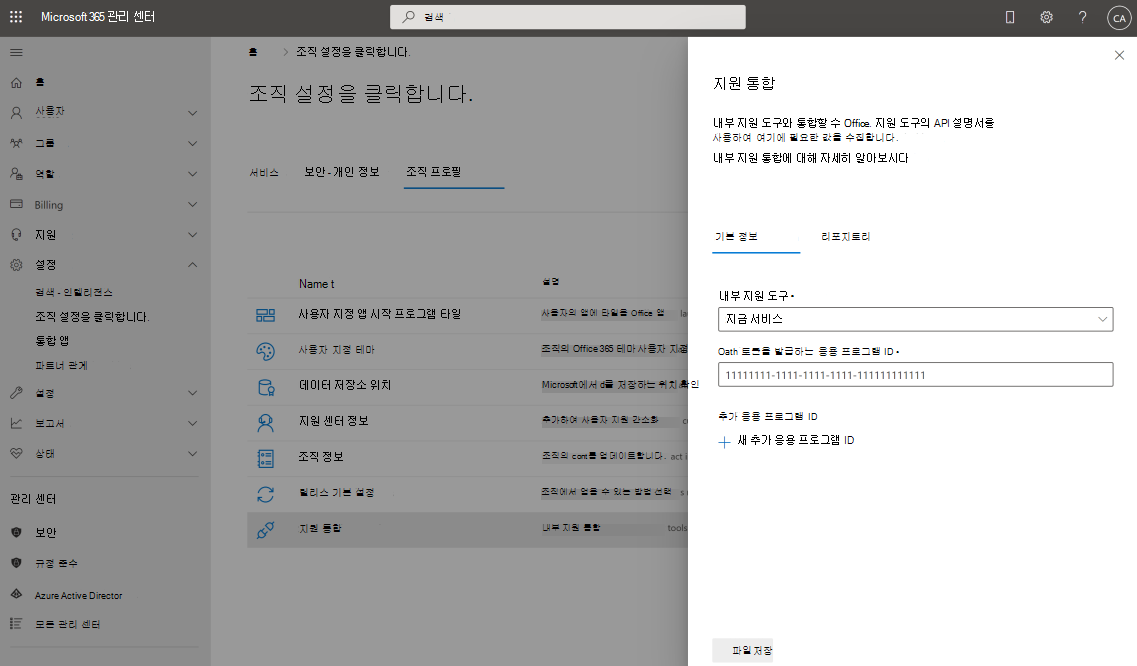 Microsoft 365 관리 센터
검색
CA
홈
사용자
그룹
역할
Billing
지원
설정
검색 - 인텔리전스
조직 설정을 클릭합니다.
통합 앱
파트너 관계
설정
보고서
상태
관리 센터
보안
규정 준수
Azure Active Director
모든 관리 센터
홈 > 조직 설정을 클릭합니다.
조직 설정을 클릭합니다.
서비스 보안 - 개인 정보 조직 프로필
Name t 설명
사용자 지정 앱 시작 프로그램 타일 사용자의 앱에 타일을 Office 앱 lau
사용자 지정 테마 조직의 Office 365 테마 사용자 지정
데이터 저장소 위치 Microsoft에서 d를 저장하는 위치 확인
지원 센터 정보 추가하여 사용자 지원 간소화
조직 정보 조직의 cont를 업데이트합니다. act i
릴리스 기본 설정 조직에서 얻을 수 있는 방법 선택
지원 통합 내부 지원 통합 tools
지원 통합
내부 지원 도구와 통합할 수 Office. 지원 도구의 API 설명서를
사용하여 여기에 필요한 값을 수집합니다.
내부 지원 통합에 대해 자세히 알아보시다
기본 정보 리포지토리
내부 지원 도구*
지금 서비스
Oath 토큰을 발급하는 응용 프로그램 ID*
11111111-1111-1111-1111-111111111111
추가 응용 프로그램 ID
+ 새 추가 응용 프로그램 ID
파일 저장